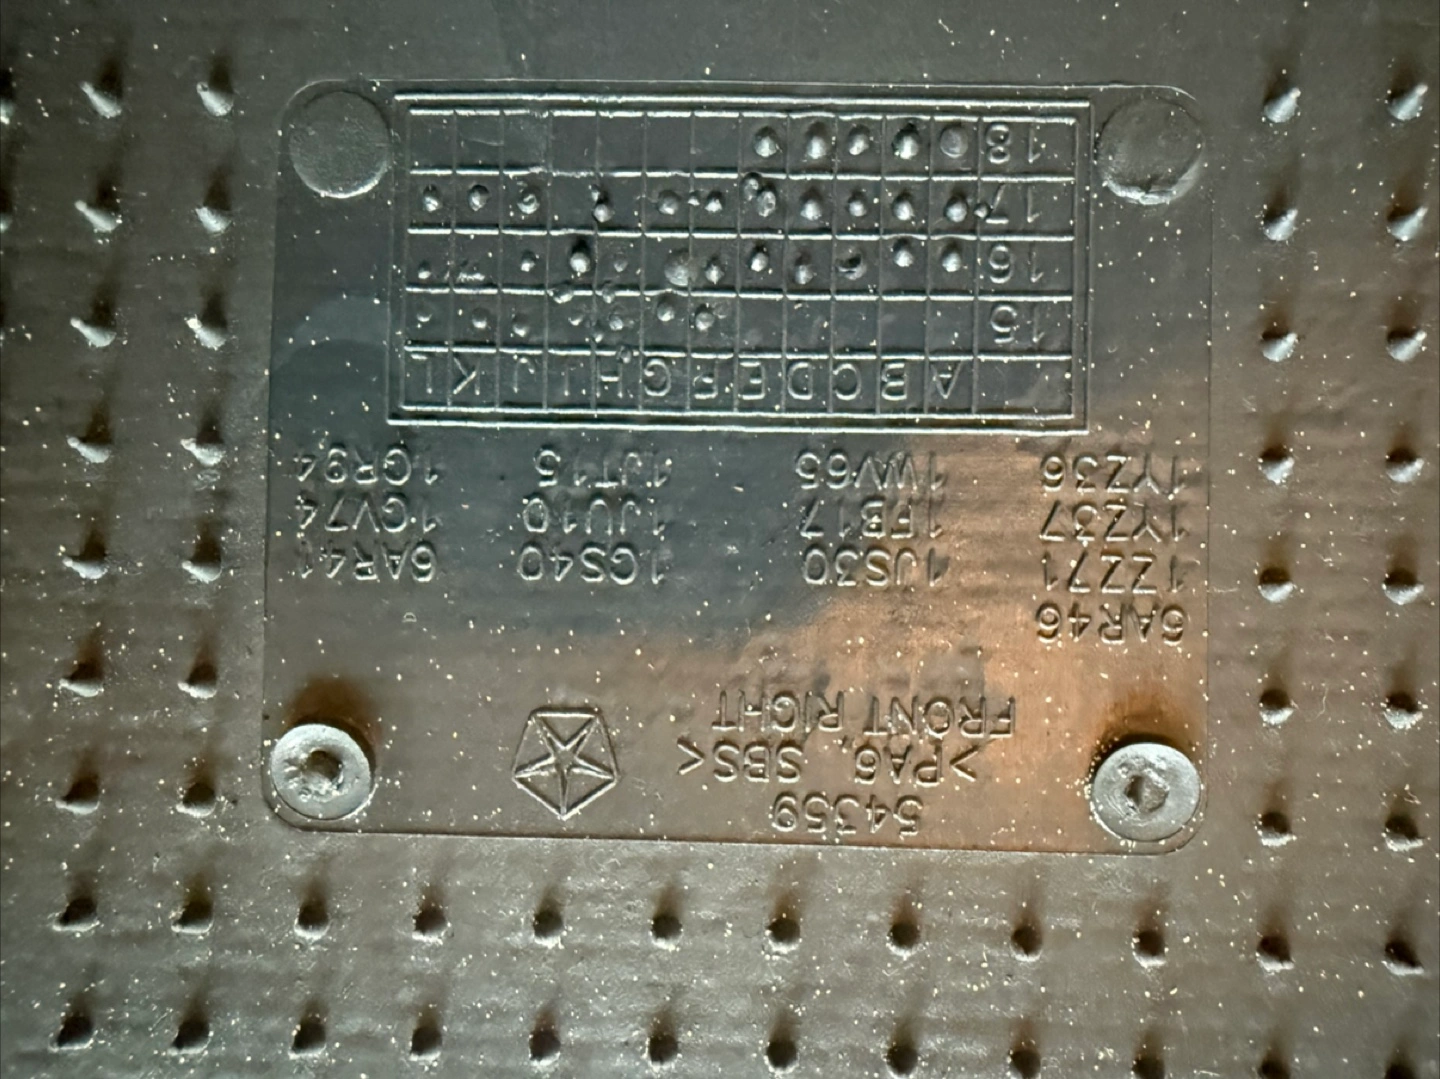 54359
>PA6, SBS<
FRONT RIGHT
6AR46
1ZZ71 1JS30 1GS40 6AR41
1YZ37 1FB17 1JU10 1GV74
1YZ36 1WV65 1JT15 1GR94
A B C D E F G H I J K L
15
16
17
18